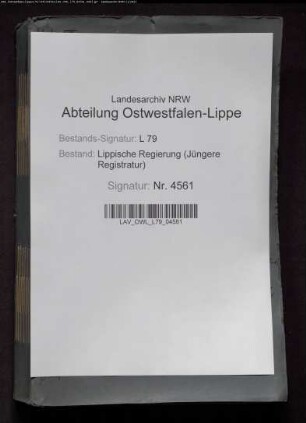 Landesarchiv NRW
Abteilung Ostwestfalen-Lippe
Bestands-Signatur: L 79
Bestand: Lippische Regierung (Jüngere
Registratur)
Signatur: Nr. 4561
LAV_OWL_L79_04561